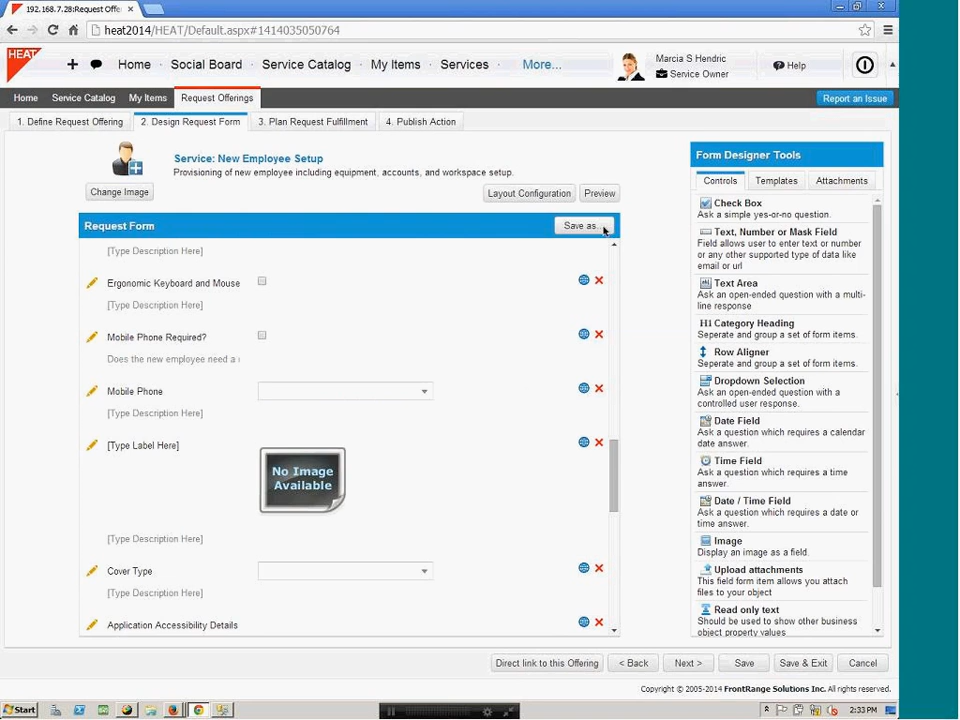 192.168.7.28:Request Offe
heat2014/HEAT/Default.aspx#1414035050764
HEAT
Home
Social Board
Service Catalog
My Items
Services
More...
Marcia S Hendric
Service Owner
Help
Home
Service Catalog
My Items
Request Offerings
Report an Issue
1. Define Request Offering
2. Design Request Form
3. Plan Request Fulfillment
4. Publish Action
Service: New Employee Setup
Provisioning of new employee including equipment, accounts, and workspace setup.
Change Image
Layout Configuration
Preview
Request Form
Save as...
[Type Description Here]
Ergonomic Keyboard and Mouse
[Type Description Here]
Mobile Phone Required?
Does the new employee need a
Mobile Phone
[Type Description Here]
[Type Label Here]
No Image
Available
[Type Description Here]
Cover Type
[Type Description Here]
Application Accessibility Details
Form Designer Tools
Controls
Templates
Attachments
Check Box
Ask a simple yes-or-no question.
Text, Number or Mask Field
Field allows user to enter text or number
or any other supported type of data like
email or url
Text Area
Ask an open-ended question with a multi-
line response
H1 Category Heading
Seperate and group a set of form items.
Row Aligner
Seperate and group a set of form items.
Dropdown Selection
Ask an open-ended question with a
controlled user response.
Date Field
Ask a question which requires a calendar
date answer.
Time Field
Ask a question which requires a time
answer.
Date / Time Field
Ask a question which requires a date or
time answer.
Image
Display an image as a field.
Upload attachments
This field form item allows you attach
files to your object
Read only text
Should be used to show other business
object property values
Direct link to this Offering
< Back
Next >
Save
Save & Exit
Cancel
Copyright © 2005-2014 FrontRange Solutions Inc. All rights reserved.
Start
2:33 PM